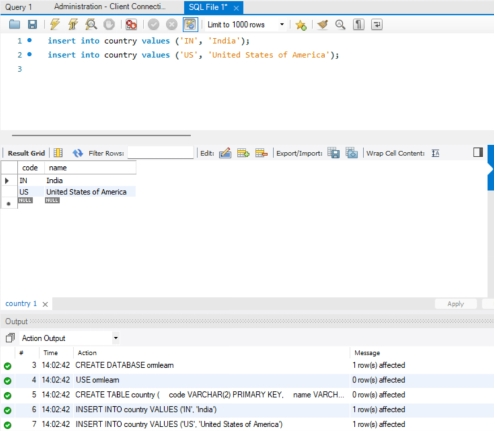 Query 1 Administration - Client Connecti... SQL File 1* ×
Limit to 1000 rows
1 insert into country values ('IN', 'India');
2 insert into country values ('US', 'United States of America');
3
Result Grid Filter Rows: Edit: Export/Import: Wrap Cell Content:
code name
IN India
US United States of America
NULL NULL
country 1 × Apply
Output
Action Output
# Time Action Message
3 14:02:42 CREATE DATABASE ormlearn 1 row(s) affected
4 14:02:42 USE ormlearn 0 row(s) affected
5 14:02:42 CREATE TABLE country ( code VARCHAR(2) PRIMARY KEY, name VARCH... 0 row(s) affected
6 14:02:42 INSERT INTO country VALUES ('IN', 'India') 1 row(s) affected
7 14:02:42 INSERT INTO country VALUES ('US', 'United States of America') 1 row(s) affected